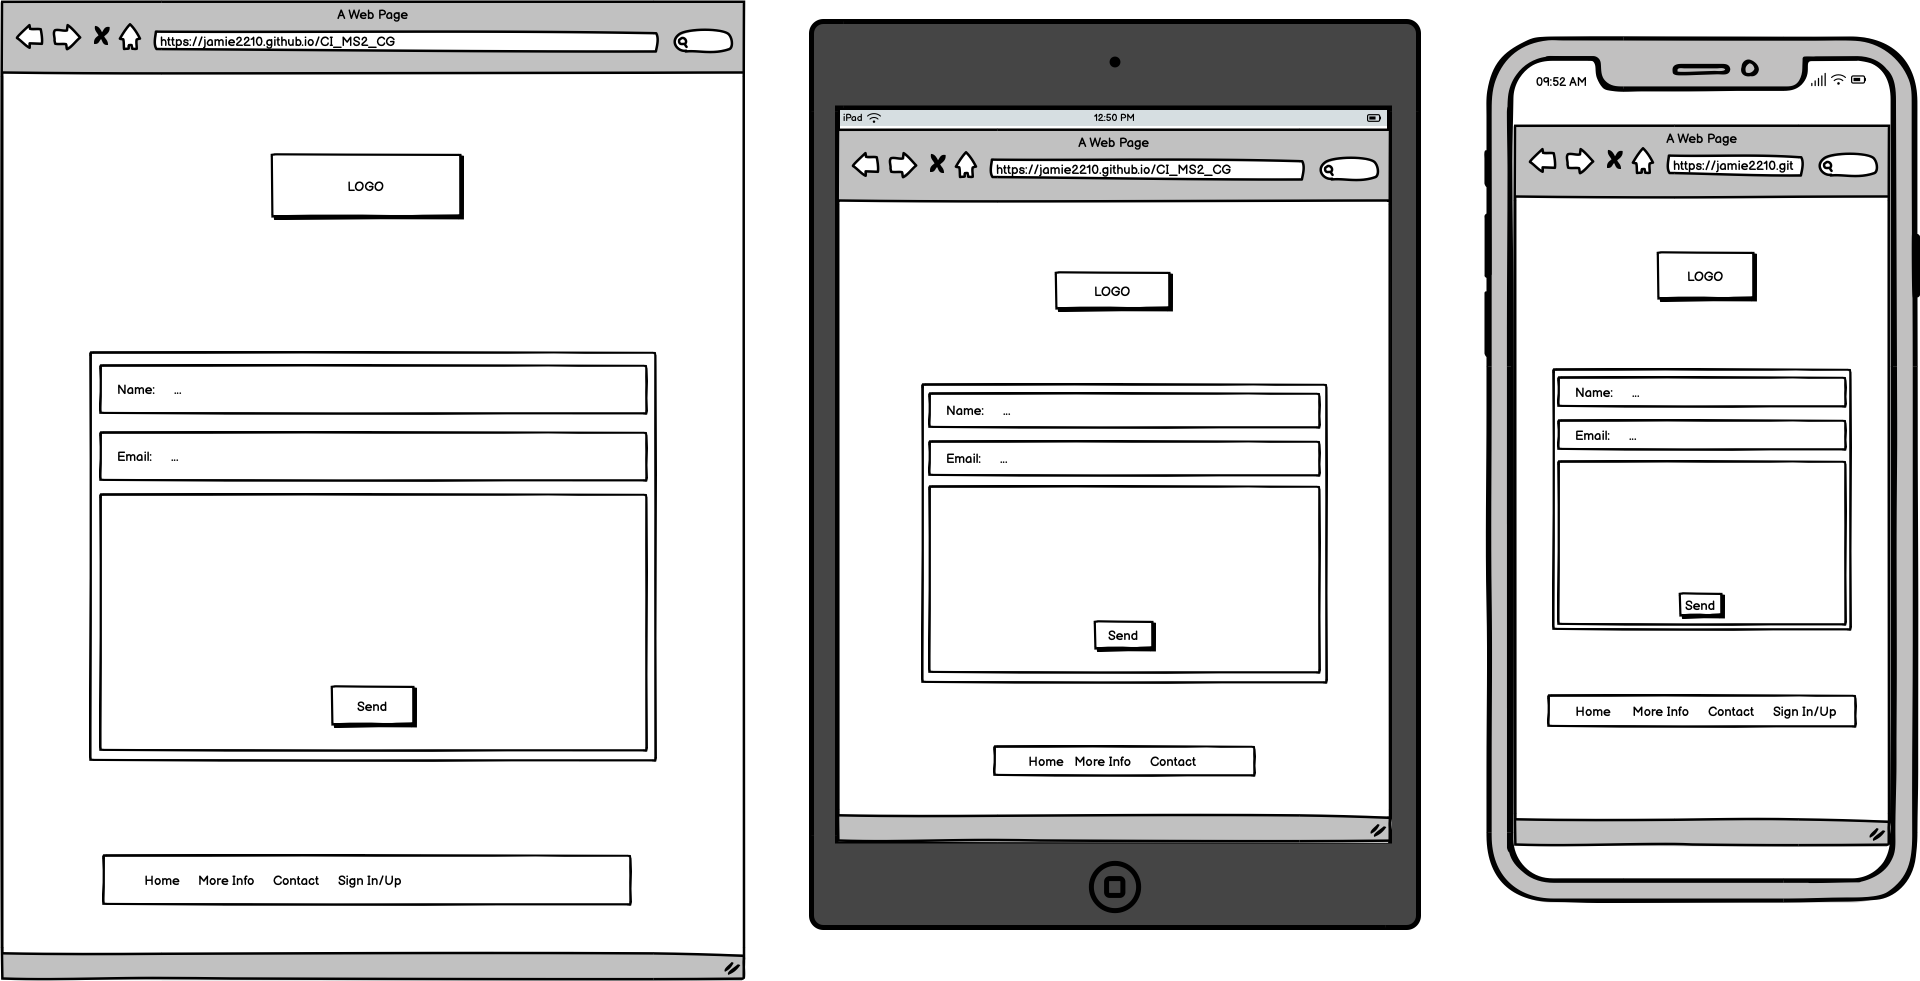 A Web Page
https://jamie2210.github.io/CI_MS2_CG
LOGO
Name: ...
Email: ...
Send
Home More Info Contact Sign In/Up
iPad 12:50 PM
A Web Page
https://jamie2210.github.io/CI_MS2_CG
LOGO
Name: ...
Email: ...
Send
Home More Info Contact
09:52 AM
A Web Page
https://jamie2210.git
LOGO
Name: ...
Email: ...
Send
Home More Info Contact Sign In/Up